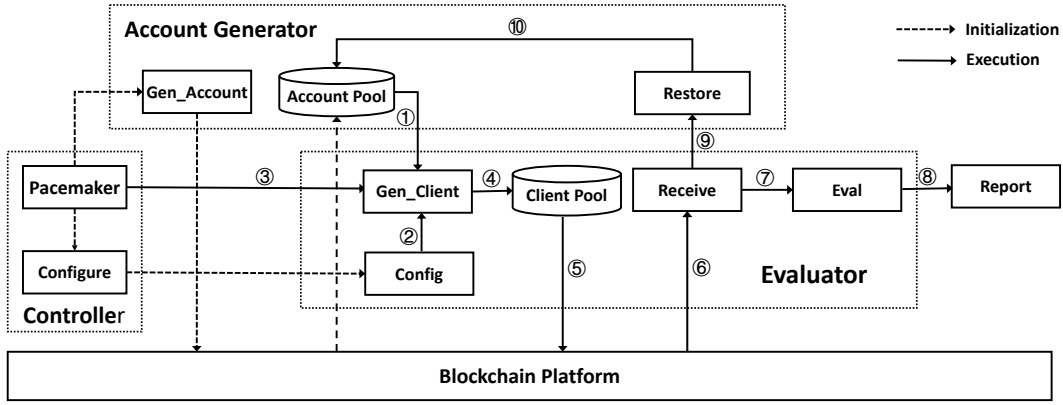 Account Generator
⑩
Initialization
Execution
Gen_Account
Account Pool
①
Restore
⑨
Pacemaker
③
Gen_Client
④
Client Pool
Receive
⑦
Eval
⑧
Report
②
Configure
Config
⑤
⑥
Evaluator
Controller
Blockchain Platform